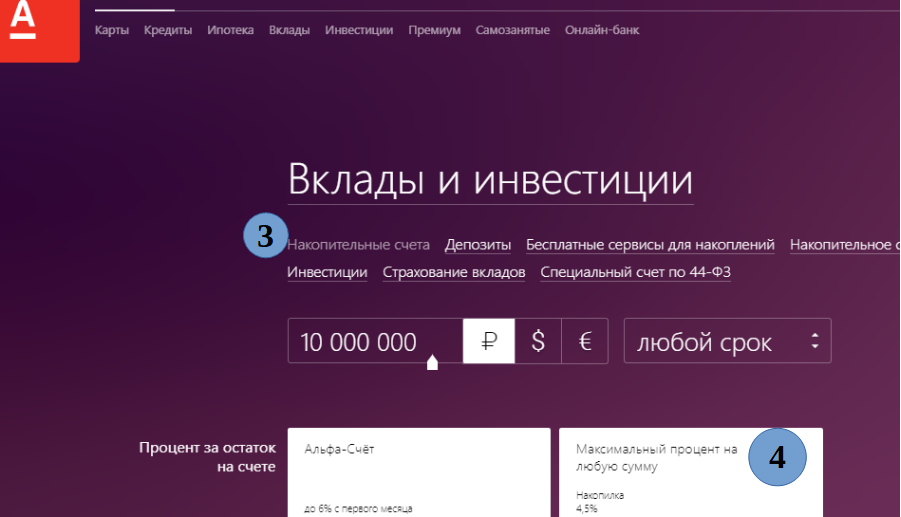 А
Карты Кредиты Ипотека Вклады Инвестиции Премиум Самозанятые Онлайн-банк
Вклады и инвестиции
3
Накопительные счета Депозиты Бесплатные сервисы для накоплений Накопительное с
Инвестиции Страхование вкладов Специальный счет по 44-ФЗ
10 000 000 ₽ $ € любой срок
Процент за остаток
на счете
Альфа-Счёт
до 6% с первого месяца
Максимальный процент на
любую сумму
4
Накопилка
4,5%